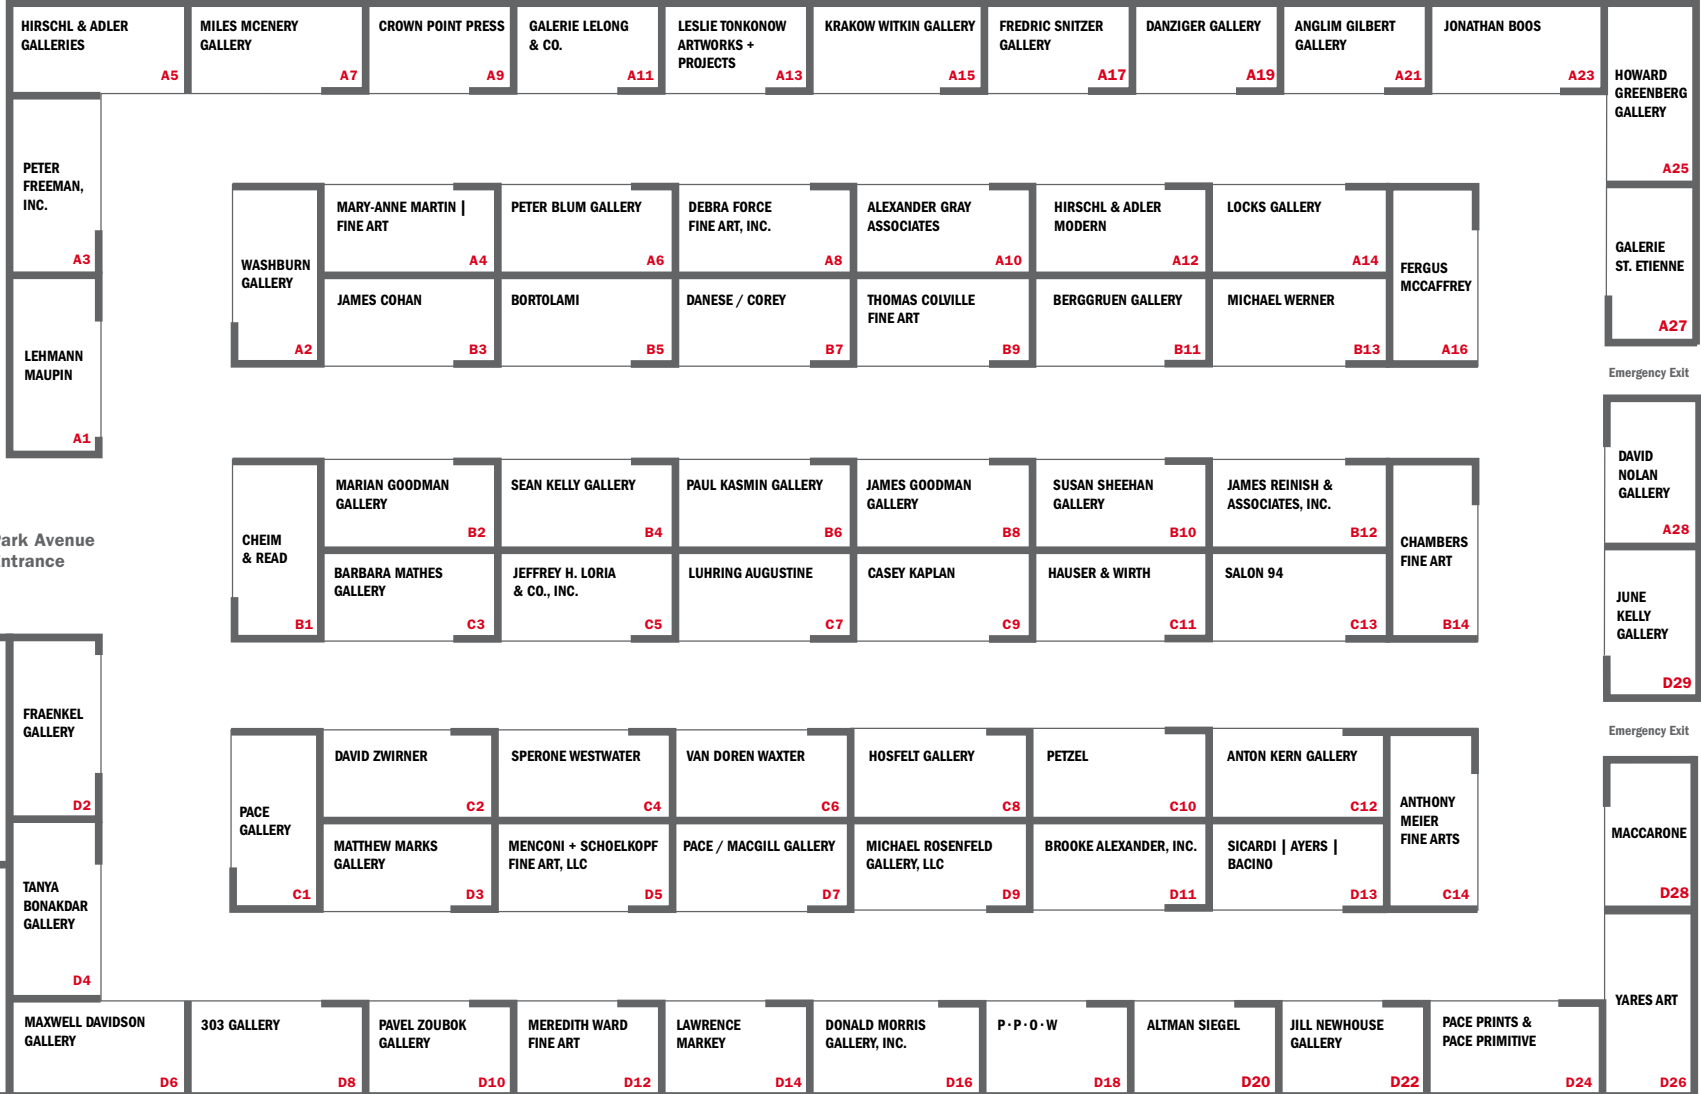 HIRSCHL & ADLER
GALLERIES
A5
MILES MCENERY
GALLERY
A7
CROWN POINT PRESS
A9
GALERIE LELONG
& CO.
A11
LESLIE TONKONOW
ARTWORKS +
PROJECTS
A13
KRAKOW WITKIN GALLERY
A15
FREDRIC SNITZER
GALLERY
A17
DANZIGER GALLERY
A19
ANGLIM GILBERT
GALLERY
A21
JONATHAN BOOS
A23
HOWARD
GREENBERG
GALLERY
A25
PETER
FREEMAN,
INC.
A3
LEHMANN
MAUPIN
A1
WASHBURN
GALLERY
A2
MARY-ANNE MARTIN |
FINE ART
A4
PETER BLUM GALLERY
A6
DEBRA FORCE
FINE ART, INC.
A8
ALEXANDER GRAY
ASSOCIATES
A10
HIRSCHL & ADLER
MODERN
A12
LOCKS GALLERY
A14
FERGUS
MCCAFFREY
A16
JAMES COHAN
B3
BORTOLAMI
B5
DANESE / COREY
B7
THOMAS COLVILLE
FINE ART
B9
BERGGRUEN GALLERY
B11
MICHAEL WERNER
B13
GALERIE
ST. ETIENNE
A27
Emergency Exit
DAVID
NOLAN
GALLERY
A28
JUNE
KELLY
GALLERY
D29
Emergency Exit
ark Avenue
ntrance
CHEIM
& READ
B1
MARIAN GOODMAN
GALLERY
B2
SEAN KELLY GALLERY
B4
PAUL KASMIN GALLERY
B6
JAMES GOODMAN
GALLERY
B8
SUSAN SHEEHAN
GALLERY
B10
JAMES REINISH &
ASSOCIATES, INC.
B12
CHAMBERS
FINE ART
B14
BARBARA MATHES
GALLERY
C3
JEFFREY H. LORIA
& CO., INC.
C5
LUHRING AUGUSTINE
C7
CASEY KAPLAN
C9
HAUSER & WIRTH
C11
SALON 94
C13
FRAENKEL
GALLERY
D2
TANYA
BONAKDAR
GALLERY
D4
PACE
GALLERY
C1
DAVID ZWIRNER
C2
SPERONE WESTWATER
C4
VAN DOREN WAXTER
C6
HOSFELT GALLERY
C8
PETZEL
C10
ANTON KERN GALLERY
C12
ANTHONY
MEIER
FINE ARTS
C14
MATTHEW MARKS
GALLERY
D3
MENCONI + SCHOELKOPF
FINE ART, LLC
D5
PACE / MACGILL GALLERY
D7
MICHAEL ROSENFELD
GALLERY, LLC
D9
BROOKE ALEXANDER, INC.
D11
SICARDI | AYERS |
BACINO
D13
MACCARONE
D28
YARES ART
D26
MAXWELL DAVIDSON
GALLERY
D6
303 GALLERY
D8
PAVEL ZOUBOK
GALLERY
D10
MEREDITH WARD
FINE ART
D12
LAWRENCE
MARKEY
D14
DONALD MORRIS
GALLERY, INC.
D16
P·P·O·W
D18
ALTMAN SIEGEL
D20
JILL NEWHOUSE
GALLERY
D22
PACE PRINTS &
PACE PRIMITIVE
D24